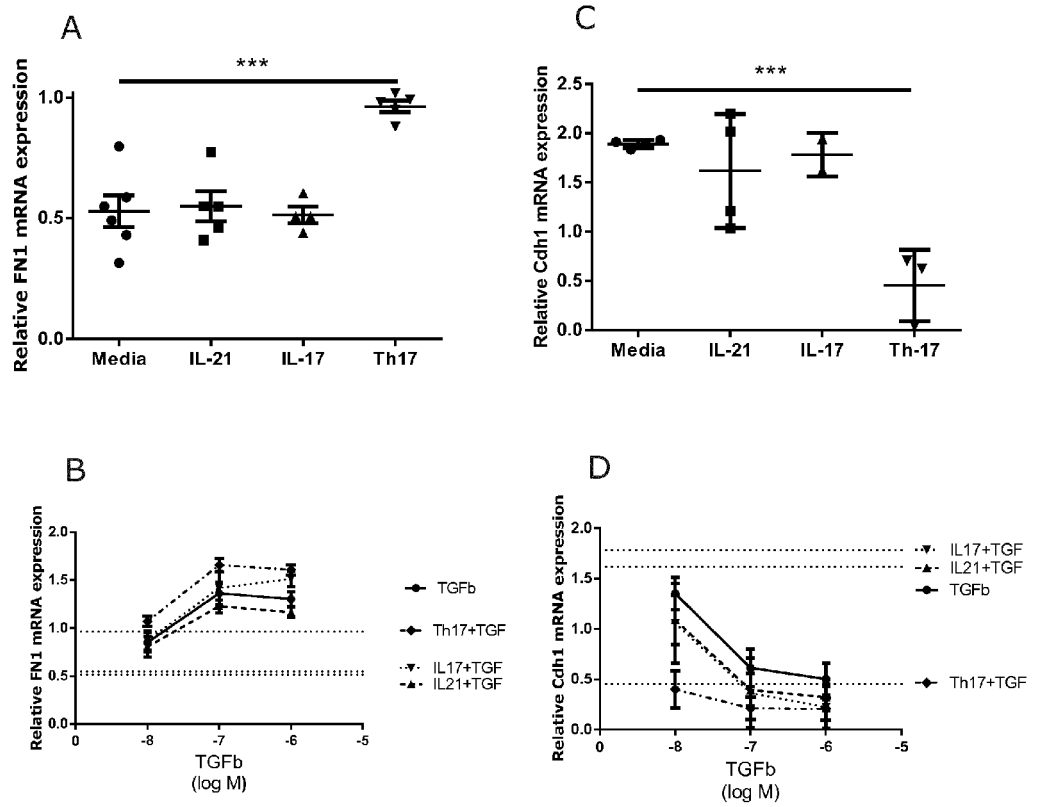 A
***
Relative FN1 mRNA expression
1.0
0.5
0.0
Media
IL-21
IL-17
Th17
C
***
Relative Cdh1 mRNA expression
2.5
2.0
1.5
1.0
0.5
0.0
Media
IL-21
IL-17
Th-17
B
Relative FN1 mRNA expression
2.0
1.5
1.0
0.5
0.0
0
-8
-7
-6
-5
TGFb
(log M)
TGFb
Th17+TGF
IL17+TGF
IL21+TGF
D
Relative Cdh1 mRNA expression
2.0
1.5
1.0
0.5
0.0
0
-8
-7
-6
-5
TGFb
(log M)
IL17+TGF
IL21+TGF
TGFb
Th17+TGF